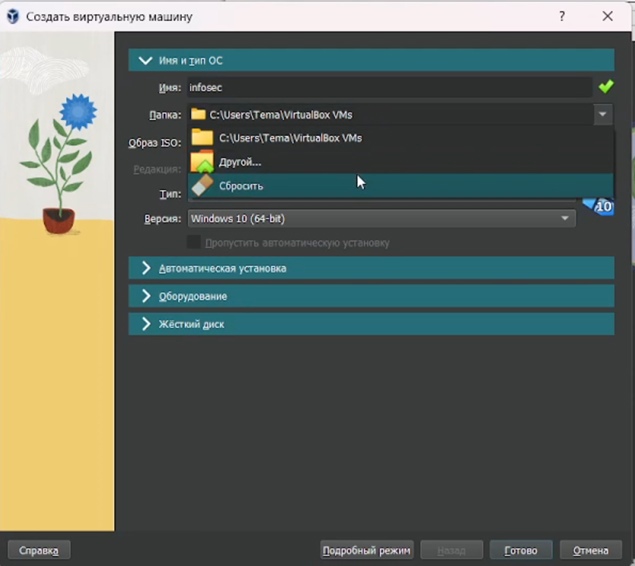 Создать виртуальную машину
?
Имя и тип ОС
Имя: infosec
Папка: C:\Users\Tema\VirtualBox VMs
Образ ISO: C:\Users\Tema\VirtualBox VMs
Редакция: Другой...
Тип: Сбросить
10
Версия: Windows 10 (64-bit)
Пропустить автоматическую установку
Автоматическая установка
Оборудование
Жёсткий диск
Справка Подробный режим Назад Готово Отмена